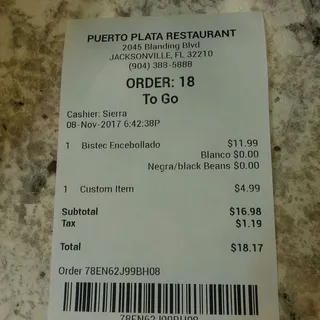 PUERTO PLATA RESTAURANT
2045 Blanding Blvd
JACKSONVILLE, FL 32210
(904) 388-5888
ORDER: 18
To Go
Cashier: Sierra
08-Nov-2017 6:42:38P
1 Bistec Encebollado $11.99
Blanco $0.00
Negra/black Beans $0.00
1 Custom Item $4.99
Subtotal $16.98
Tax $1.19
Total $18.17
Order 78EN62J99BH08
78EN62J99BH08